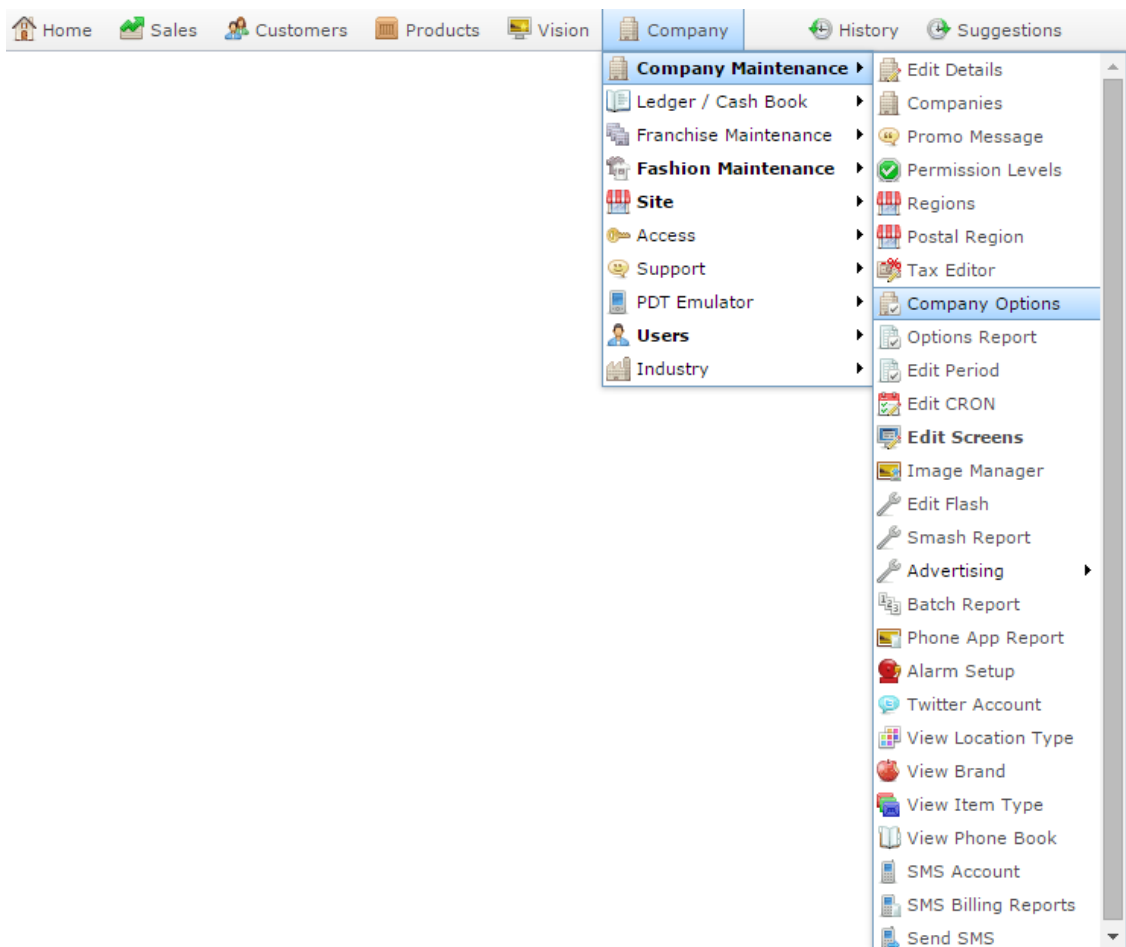 Home Sales Customers Products Vision Company History Suggestions
Company Maintenance
Ledger / Cash Book
Franchise Maintenance
Fashion Maintenance
Site
Access
Support
PDT Emulator
Users
Industry
Edit Details
Companies
Promo Message
Permission Levels
Regions
Postal Region
Tax Editor
Company Options
Options Report
Edit Period
Edit CRON
Edit Screens
Image Manager
Edit Flash
Smash Report
Advertising
Batch Report
Phone App Report
Alarm Setup
Twitter Account
View Location Type
View Brand
View Item Type
View Phone Book
SMS Account
SMS Billing Reports
Send SMS